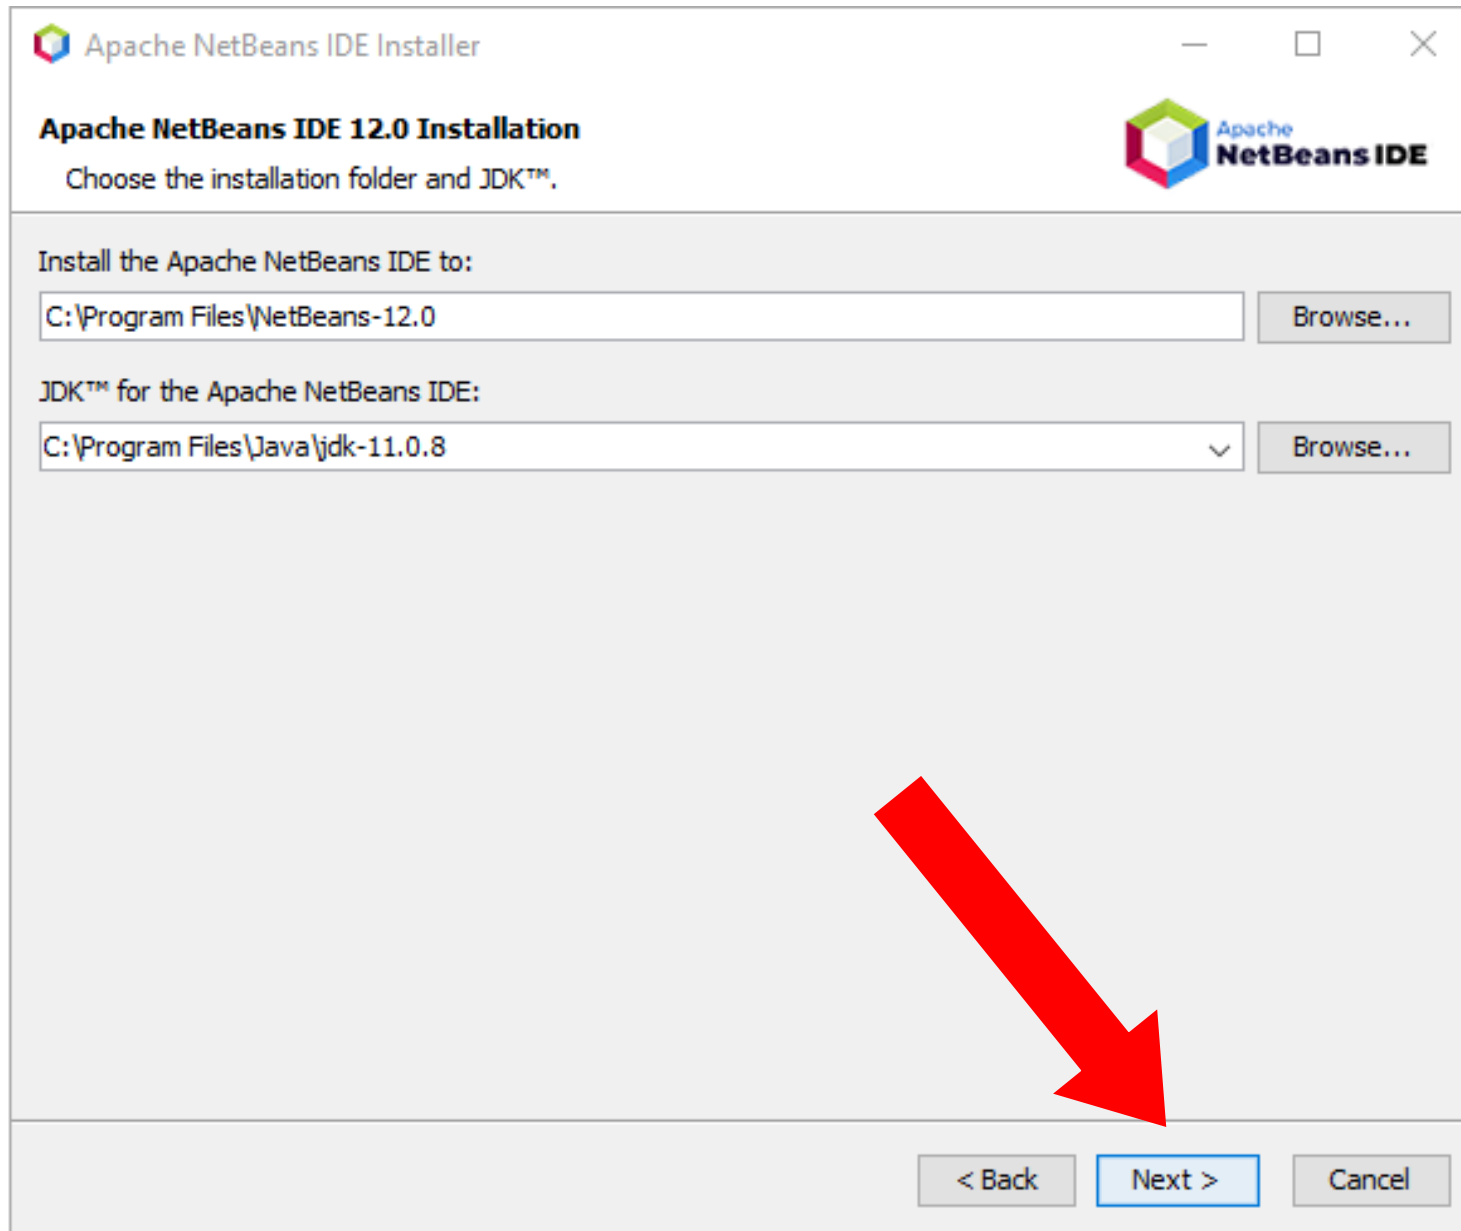 Apache NetBeans IDE Installer
Apache NetBeans IDE 12.0 Installation
Choose the installation folder and JDK™.
Apache
NetBeans IDE
Install the Apache NetBeans IDE to:
C:\Program Files\NetBeans-12.0
Browse...
JDK™ for the Apache NetBeans IDE:
C:\Program Files\Java\jdk-11.0.8
Browse...
< Back
Next >
Cancel